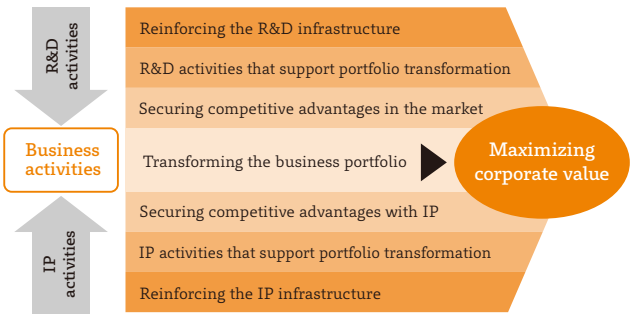 R&D
activities
Reinforcing the R&D infrastructure
R&D activities that support portfolio transformation
Securing competitive advantages in the market
Business
activities
Transforming the business portfolio
Maximizing
corporate value
Securing competitive advantages with IP
IP
activities
IP activities that support portfolio transformation
Reinforcing the IP infrastructure